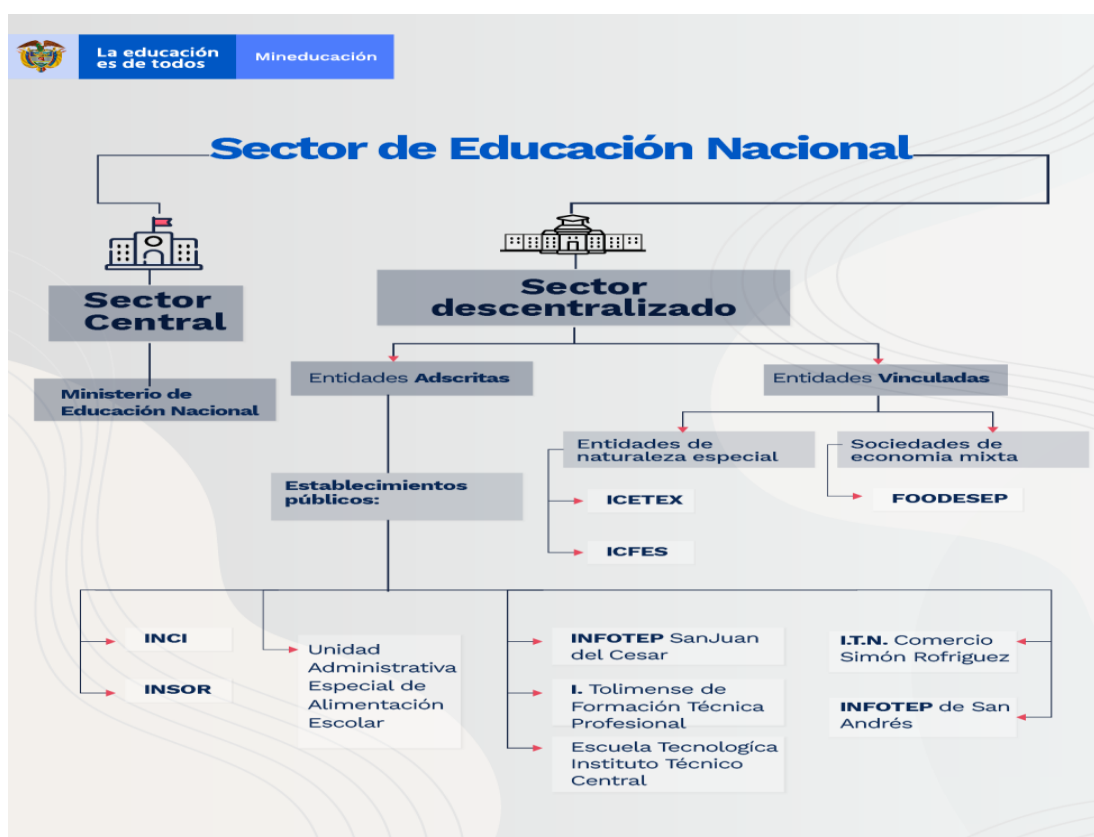 La educación
es de todos
Mineducación
Sector de Educación Nacional
Sector
Central
Sector
descentralizado
Ministerio de
Educación Nacional
Entidades Adscritas
Entidades Vinculadas
Entidades de
naturaleza especial
Sociedades de
economia mixta
Establecimientos
públicos:
ICETEX
FOODESEP
ICFES
INCI
INSOR
Unidad
Administrativa
Especial de
Alimentación
Escolar
INFOTEP SanJuan
del Cesar
I. Tolimense de
Formación Técnica
Profesional
Escuela Tecnologíca
Instituto Técnico
Central
I.T.N. Comercio
Simón Rofriguez
INFOTEP de San
Andrés